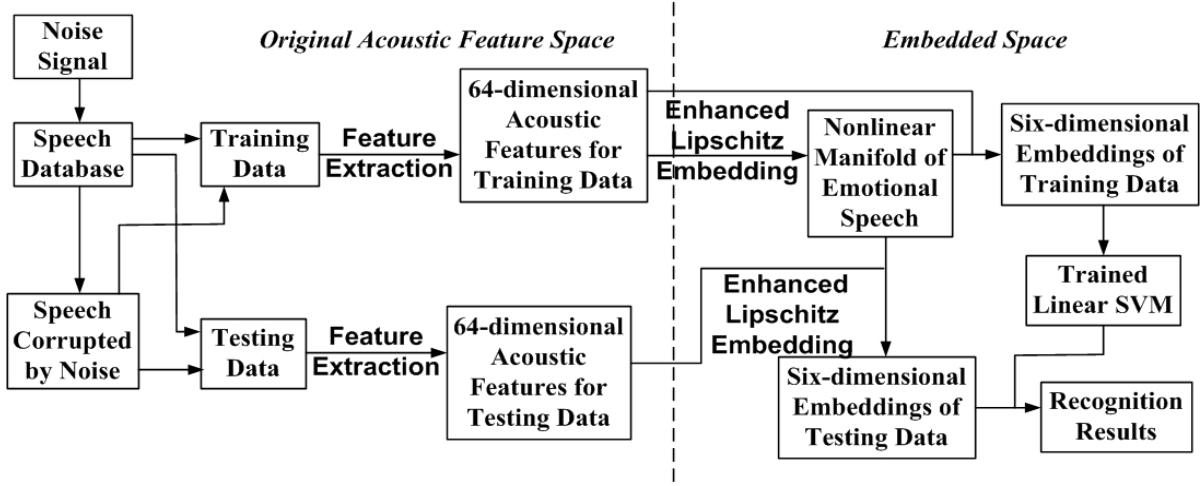 Noise
Signal
Original Acoustic Feature Space
Embedded Space
Speech
Database
Training
Data
Feature
Extraction
64-dimensional
Acoustic
Features for
Training Data
Enhanced
Lipschitz
Embedding
Nonlinear
Manifold of
Emotional
Speech
Six-dimensional
Embeddings of
Training Data
Trained
Linear SVM
Speech
Corrupted
by Noise
Testing
Data
Feature
Extraction
64-dimensional
Acoustic
Features for
Testing Data
Enhanced
Lipschitz
Embedding
Six-dimensional
Embeddings of
Testing Data
Recognition
Results